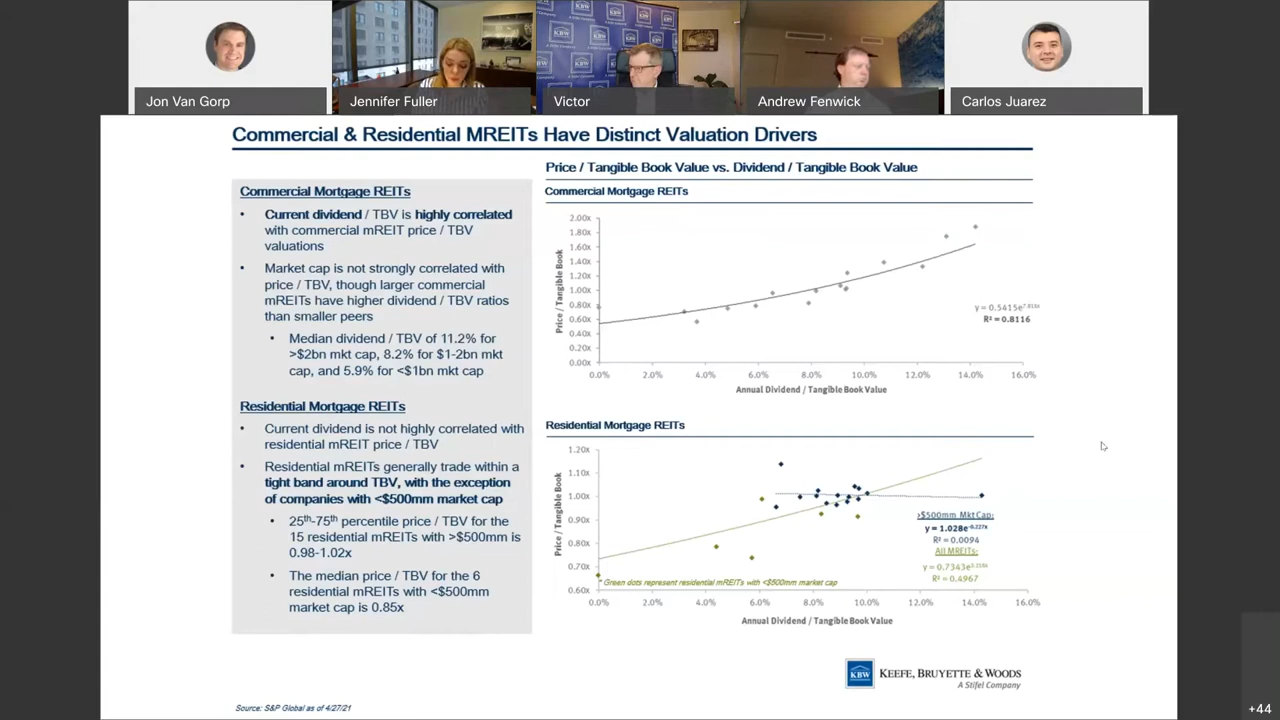 Jon Van Gorp
Jennifer Fuller
Victor
Andrew Fenwick
Carlos Juarez
Commercial & Residential MREITs Have Distinct Valuation Drivers
Commercial Mortgage REITs
• Current dividend / TBV is highly correlated
with commercial mREIT price / TBV
valuations
• Market cap is not strongly correlated with
price / TBV, though larger commercial
mREITs have higher dividend / TBV ratios
than smaller peers
• Median dividend / TBV of 11.2% for
>$2bn mkt cap, 8.2% for $1-2bn mkt
cap, and 5.9% for <$1bn mkt cap
Residential Mortgage REITs
• Current dividend is not highly correlated with
residential mREIT price / TBV
• Residential mREITs generally trade within a
tight band around TBV, with the exception
of companies with <$500mm market cap
• 25th-75th percentile price / TBV for the
15 residential mREITs with >$500mm is
0.98-1.02x
• The median price / TBV for the 6
residential mREITs with <$500mm
market cap is 0.85x
Price / Tangible Book Value vs. Dividend / Tangible Book Value
Commercial Mortgage REITs
Price / Tangible Book
2.00x
1.80x
1.60x
1.40x
1.20x
1.00x
0.80x
0.60x
0.40x
0.20x
0.00x
0.0% 2.0% 4.0% 6.0% 8.0% 10.0% 12.0% 14.0% 16.0%
Annual Dividend / Tangible Book Value
R² = 0.8116
Residential Mortgage REITs
Price / Tangible Book
1.20x
1.10x
1.00x
0.90x
0.80x
0.70x
0.60x
>$500mm Mkt Cap:
y = 1.028e-0.227x
R² = 0.0094
All MREITs:
R² = 0.4967
* Green dots represent residential mREITs with <$500mm market cap
0.0% 2.0% 4.0% 6.0% 8.0% 10.0% 12.0% 14.0% 16.0%
Annual Dividend / Tangible Book Value
KBW
KEEFE, BRUYETTE & WOODS
A Stifel Company
Source: S&P Global as of 4/27/21
+44